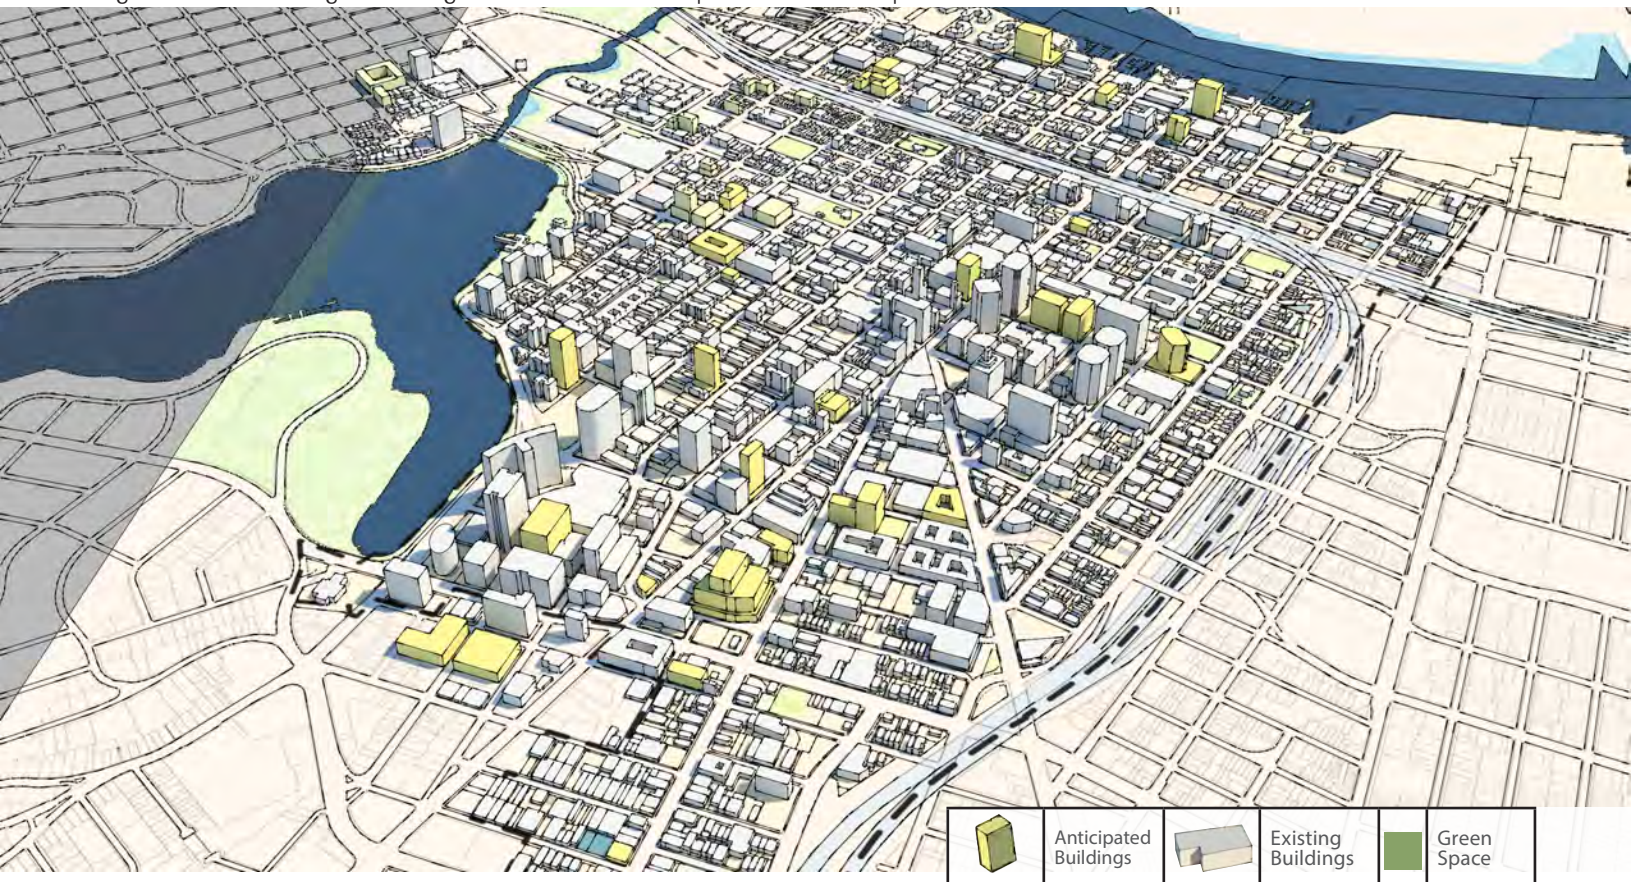 Anticipated
Buildings
Existing
Buildings
Green
Space